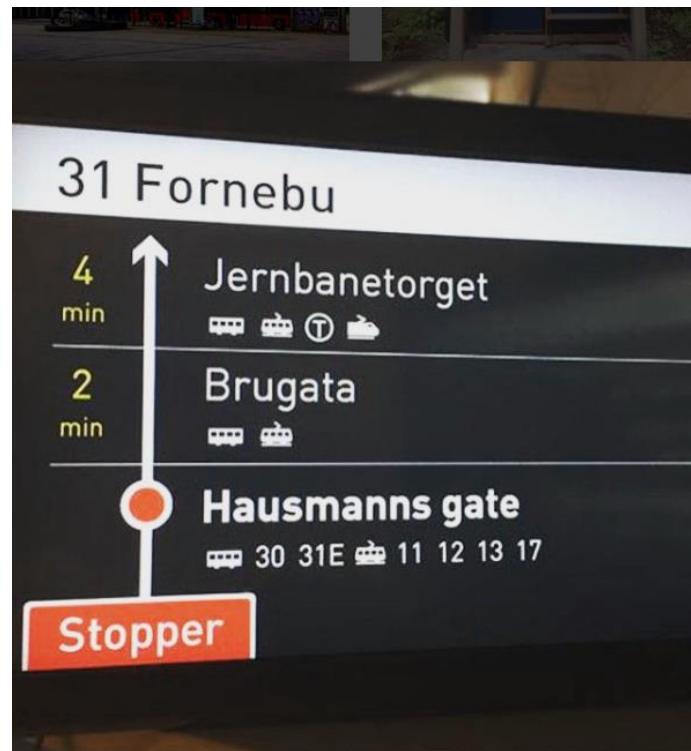 31 Fornebu
4 min
Jernbanetorget
T
2 min
Brugata
Hausmanns gate
30 31E 11 12 13 17
Stopper